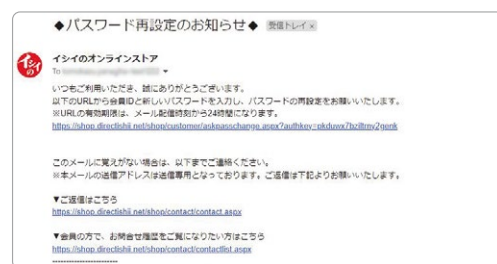 ◆パスワード再設定のお知らせ◆ 受信トレイ ×
イシイの
イシイのオンラインストア
To
いつもご利用いただき、誠にありがとうございます。
以下のURLから会員IDと新しいパスワードを入力し、パスワードの再設定をお願いいたします。
※URLの有効期限は、メール配信時刻から24時間になります。
https://shop.directishii.net/shop/customer/askpasschange.aspx?authkey=pkduwx7bzi8my2genk
このメールに覚えがない場合は、以下までご連絡ください。
※本メールの送信アドレスは送信専用となっております。ご返信は下記よりお願いいたします。
▼ご返信はこちら
https://shop.directishii.net/shop/contact/contact.aspx
▼会員の方で、お問合せ履歴をご覧になりたい方はこちら
https://shop.directishii.net/shop/contact/contactlist.aspx
------------------------